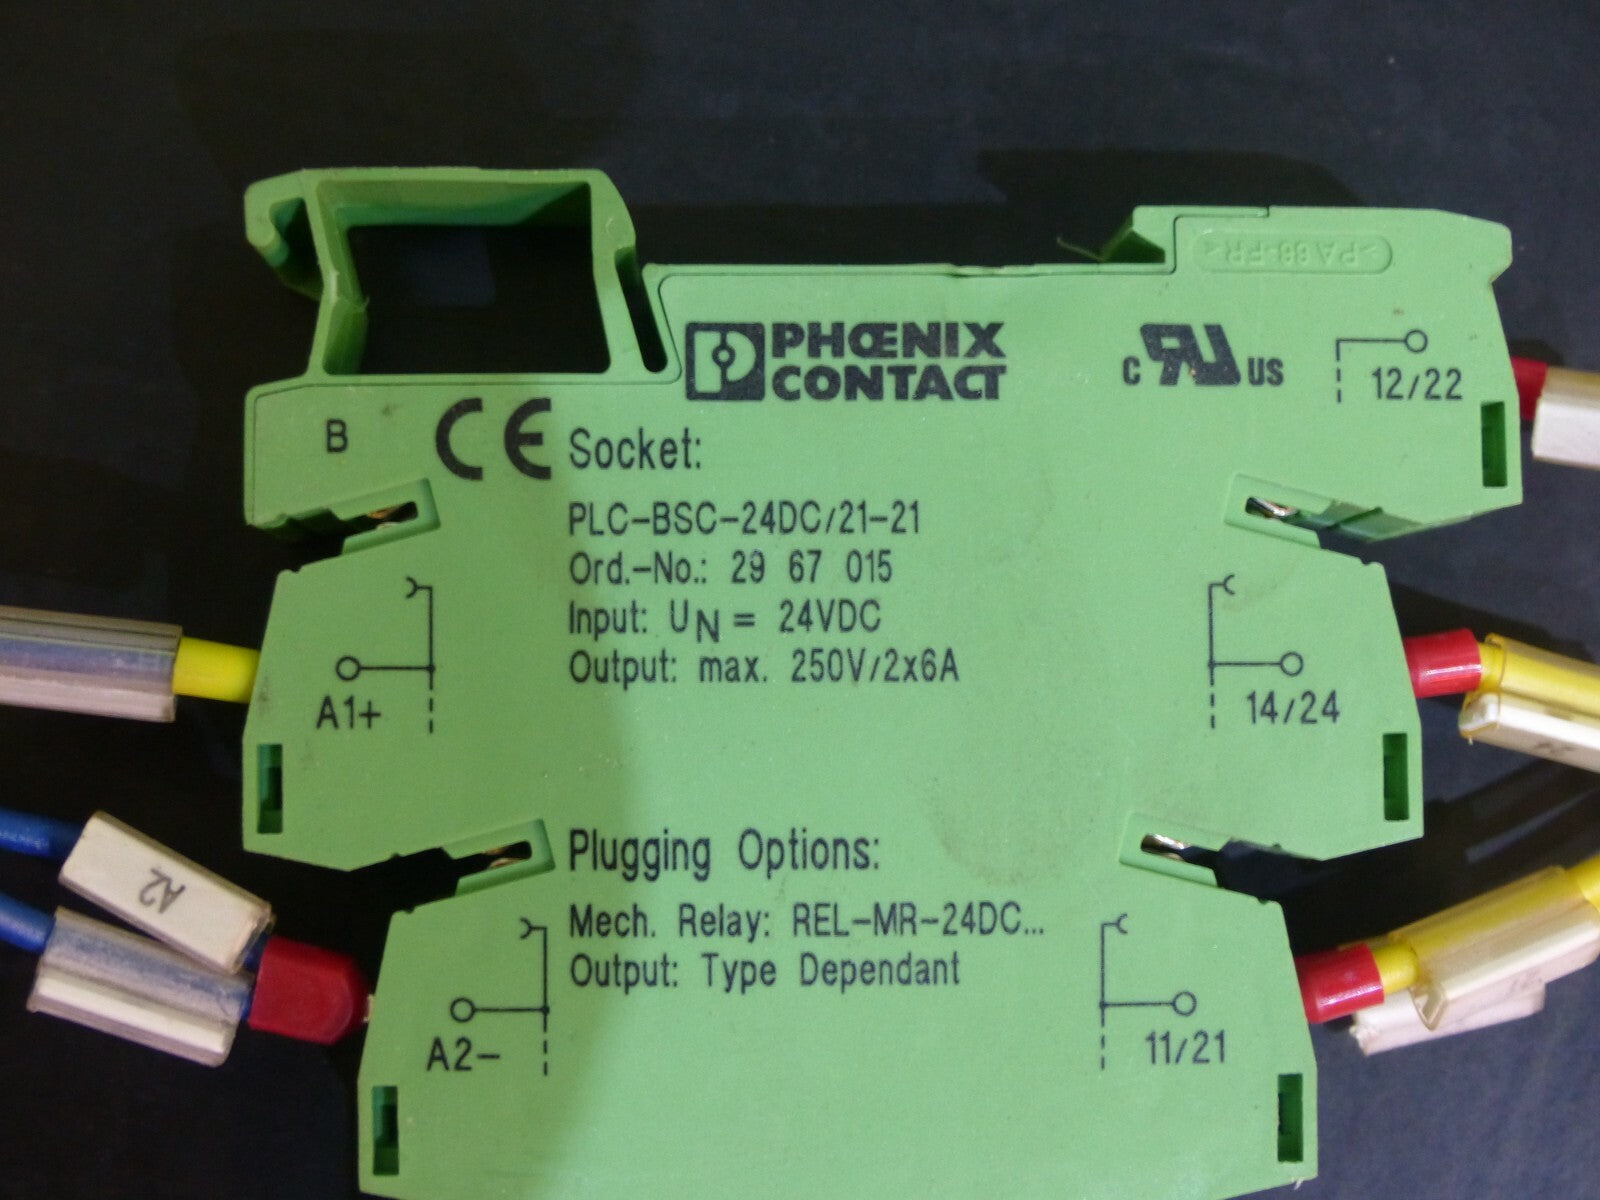 >PA 66-FR<
PHŒNIX
CONTACT
C RU US
12/22
B
CE
Socket:
PLC-BSC-24DC/21-21
Ord.-No.: 29 67 015
Input: UN = 24VDC
Output: max. 250V/2x6A
A1+
14/24
Plugging Options:
Mech. Relay: REL-MR-24DC...
Output: Type Dependant
A2-
11/21
A2